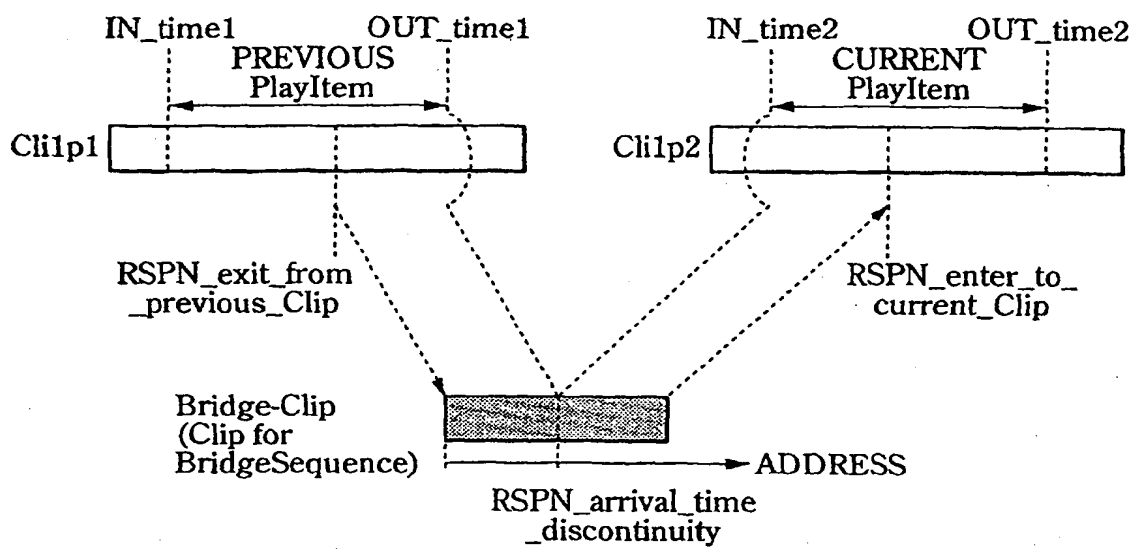 IN_time1
OUT_time1
IN_time2
OUT_time2
PREVIOUS
PlayItem
CURRENT
PlayItem
Cli1p1
Cli1p2
RSPN_exit_from
_previous_Clip
RSPN_enter_to_
current_Clip
Bridge-Clip
(Clip for
BridgeSequence)
ADDRESS
RSPN_arrival_time
_discontinuity